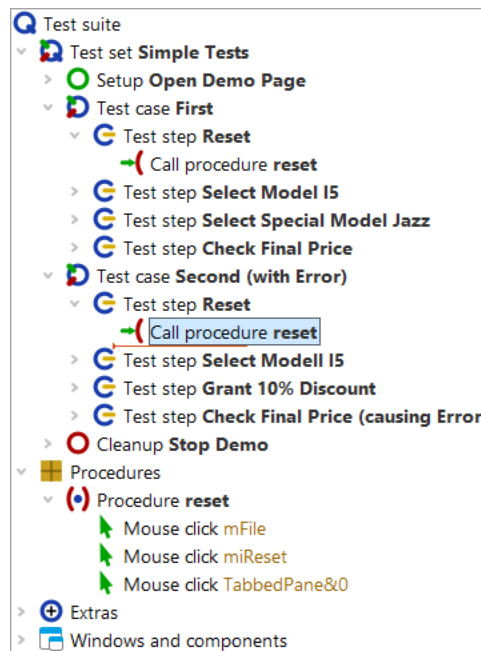 Test suite
Test set Simple Tests
Setup Open Demo Page
Test case First
Test step Reset
Call procedure reset
Test step Select Model I5
Test step Select Special Model Jazz
Test step Check Final Price
Test case Second (with Error)
Test step Reset
Call procedure reset
Test step Select Modell I5
Test step Grant 10% Discount
Test step Check Final Price (causing Error
Cleanup Stop Demo
Procedures
Procedure reset
Mouse click mFile
Mouse click miReset
Mouse click TabbedPane&0
Extras
Windows and components